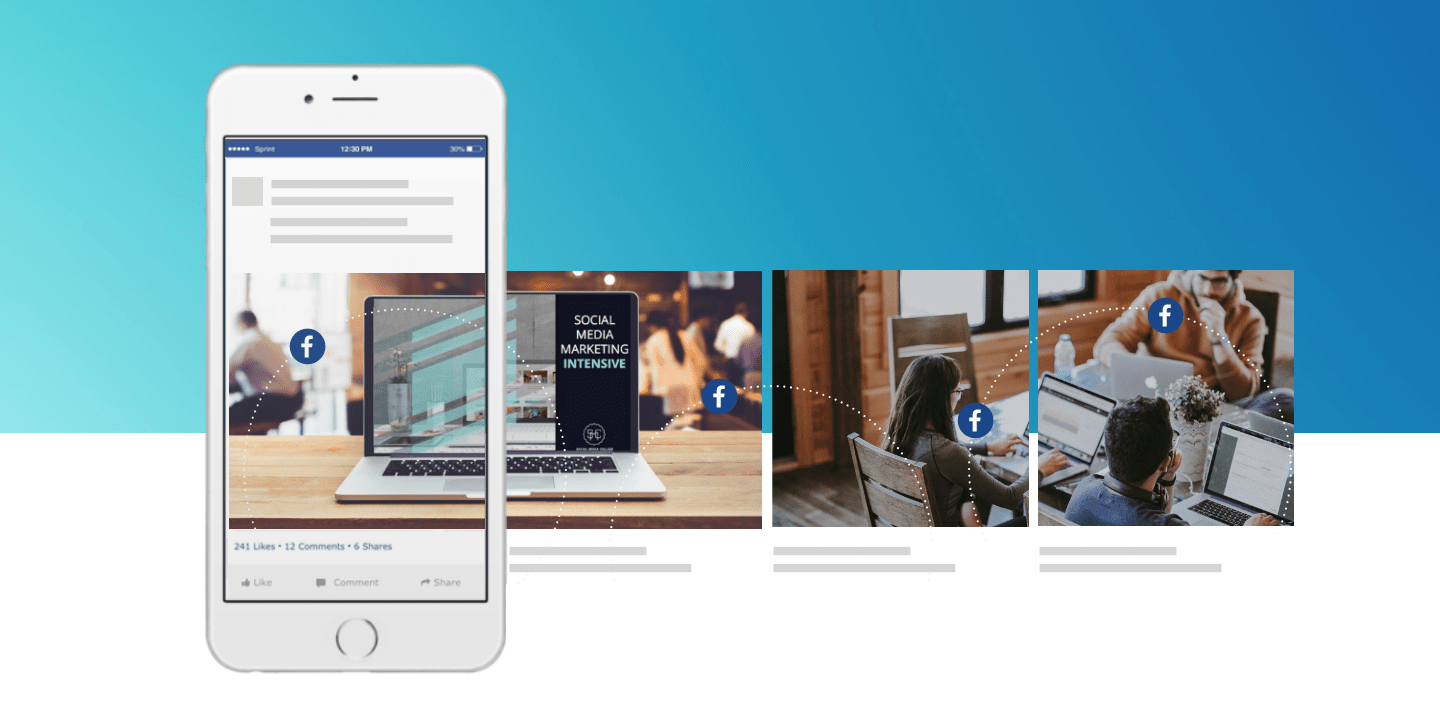 Sprint 12:30 PM 30%
SOCIAL
MEDIA
MARKETING
INTENSIVE
SOCIAL MEDIA COLLEGE
241 Likes • 12 Comments • 6 Shares
Like Comment Share